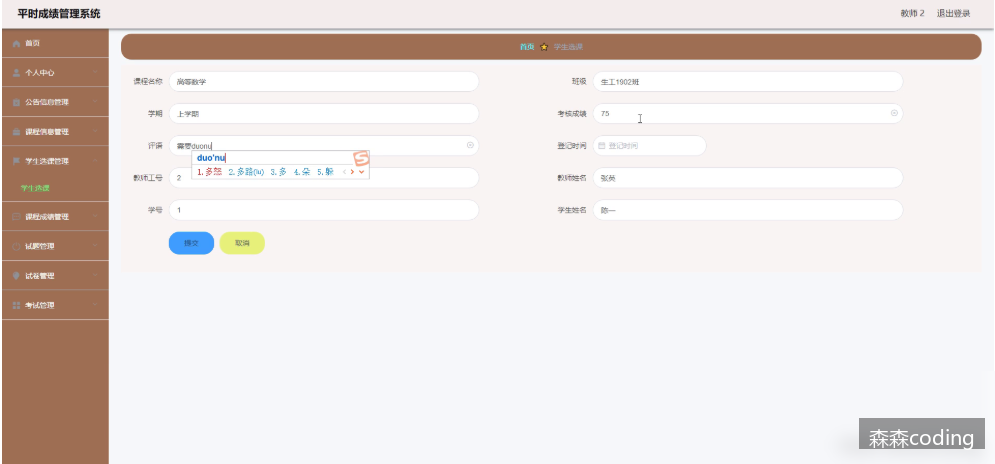 平时成绩管理系统
教师 2 退出登录
首页
个人中心
公告信息管理
课程信息管理
学生选课管理
学生选课
课程成绩管理
试题管理
试卷管理
考试管理
首页 学生选课
课程名称 高等数学 班级 生工1902班
学期 上学期 考核成绩 75
评语 需要duonu 登记时间 登记时间
duo'nu
1.多怒 2.多路(lu) 3.多 4.朵 5.躲
教师工号 2 教师姓名 张英
学号 1 学生姓名 陈一
提交 取消
森森coding